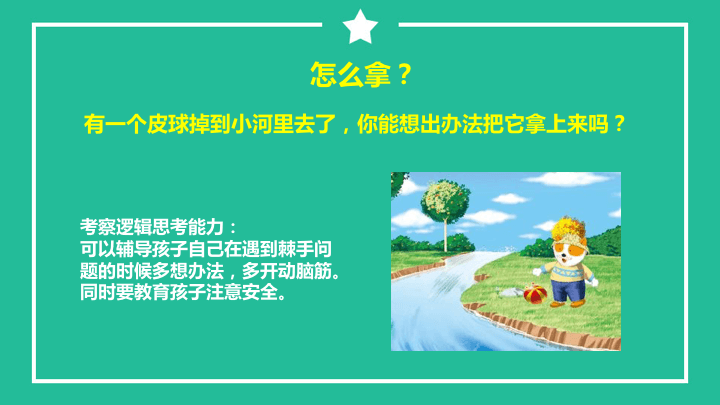 怎么拿？
有一个皮球掉到小河里去了，你能想出办法把它拿上来吗？
考察逻辑思考能力：
可以辅导孩子自己在遇到棘手问
题的时候多想办法，多开动脑筋。
同时要教育孩子注意安全。